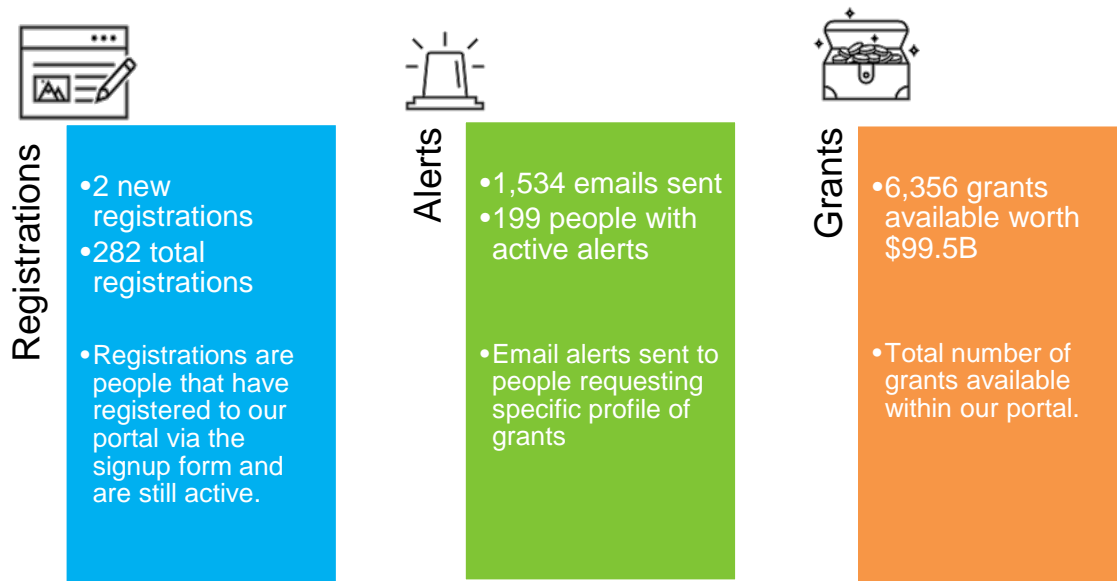 Registrations
•2 new
registrations
•282 total
registrations
•Registrations are
people that have
registered to our
portal via the
signup form and
are still active.
Alerts
•1,534 emails sent
•199 people with
active alerts
•Email alerts sent to
people requesting
specific profile of
grants
Grants
•6,356 grants
available worth
$99.5B
•Total number of
grants available
within our portal.